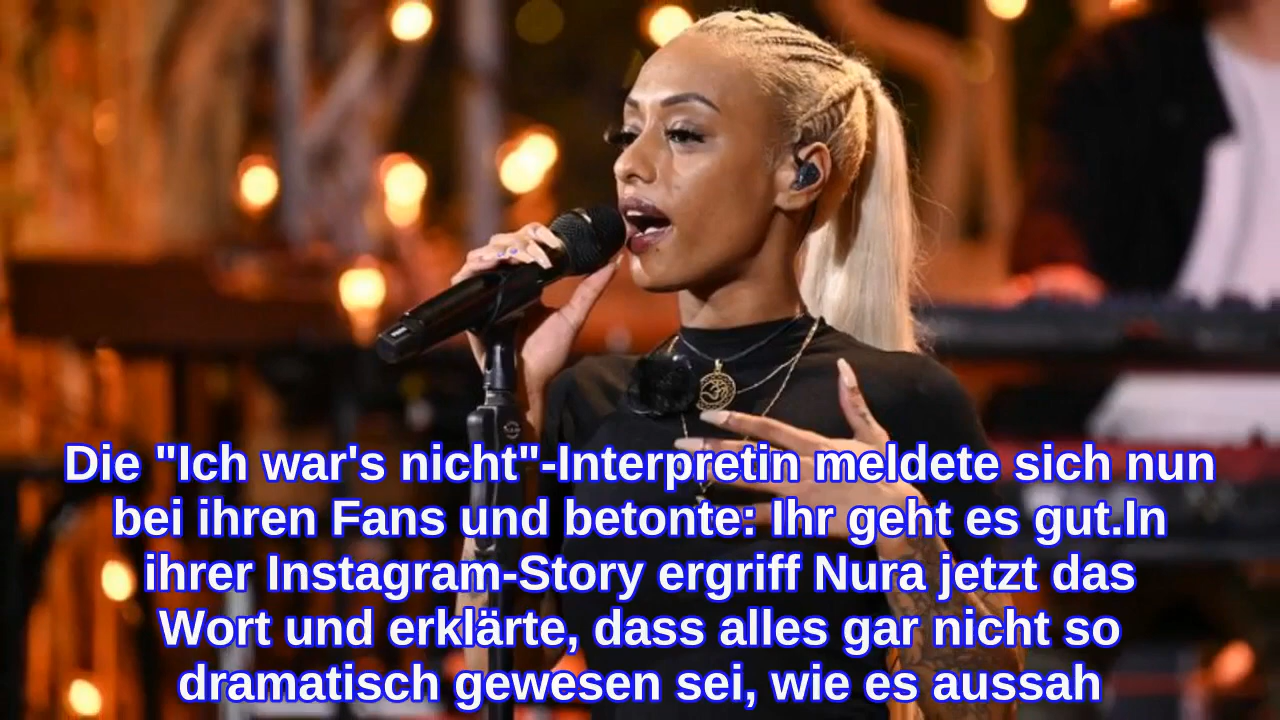 Die "Ich war's nicht"-Interpretin meldete sich nun
bei ihren Fans und betonte: Ihr geht es gut.In
ihrer Instagram-Story ergriff Nura jetzt das
Wort und erklärte, dass alles gar nicht so
dramatisch gewesen sei, wie es aussah